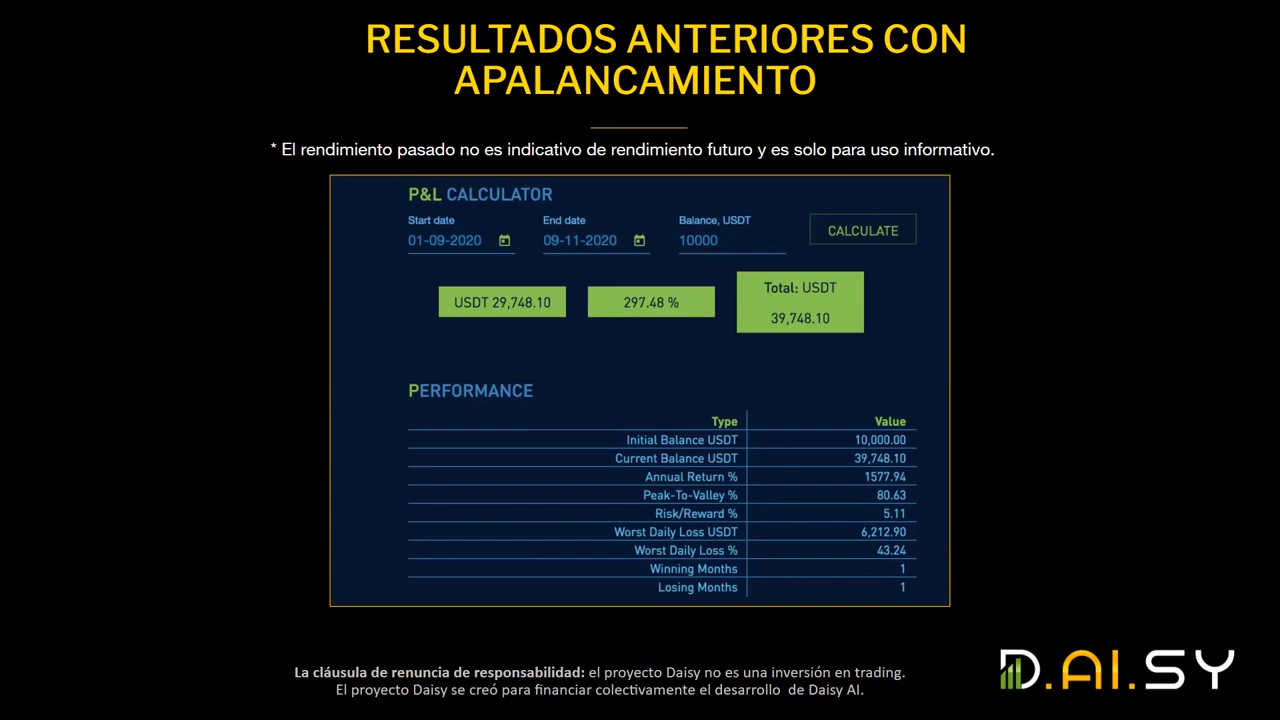 RESULTADOS ANTERIORES CON
APALANCAMIENTO
* El rendimiento pasado no es indicativo de rendimiento futuro y es solo para uso informativo.
P&L CALCULATOR
Start date End date Balance, USDT
01-09-2020 09-11-2020 10000 CALCULATE
USDT 29,748.10 297.48 % Total: USDT
39,748.10
PERFORMANCE
Type Value
Initial Balance USDT 10,000.00
Current Balance USDT 39,748.10
Annual Return % 1577.94
Peak-To-Valley % 80.63
Risk/Reward % 5.11
Worst Daily Loss USDT 6,212.90
Worst Daily Loss % 43.24
Winning Months 1
Losing Months 1
La cláusula de renuncia de responsabilidad: el proyecto Daisy no es una inversión en trading.
El proyecto Daisy se creó para financiar colectivamente el desarrollo de Daisy AI.
D.AI.SY